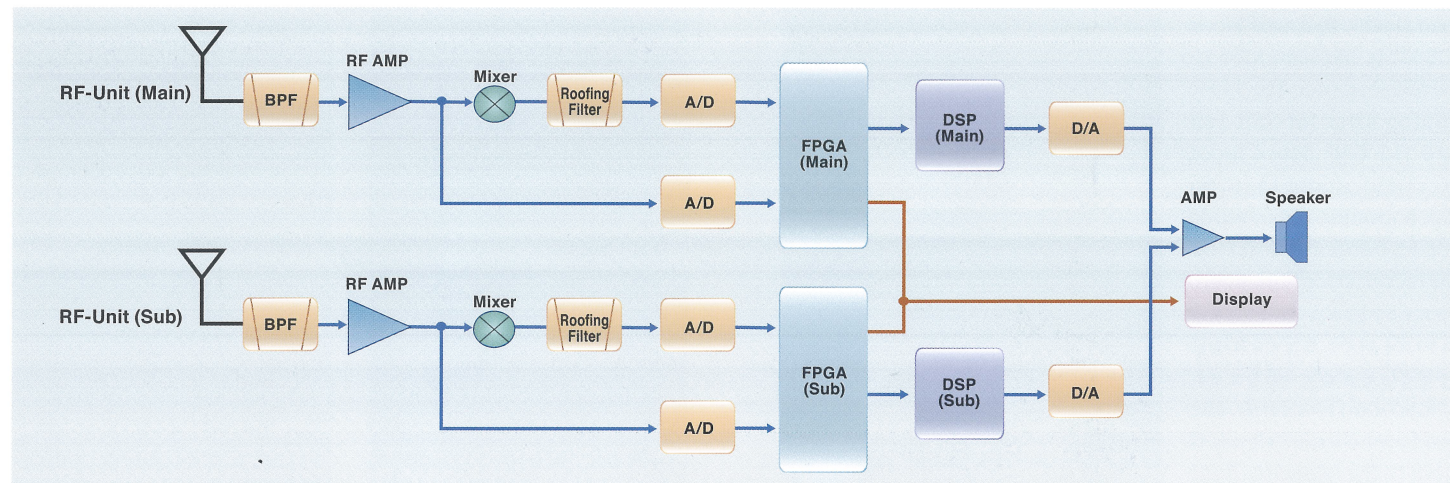 RF-Unit (Main)
BPF
RF AMP
Mixer
Roofing
Filter
A/D
A/D
FPGA
(Main)
DSP
(Main)
D/A
AMP
Speaker
Display
RF-Unit (Sub)
BPF
RF AMP
Mixer
Roofing
Filter
A/D
A/D
FPGA
(Sub)
DSP
(Sub)
D/A